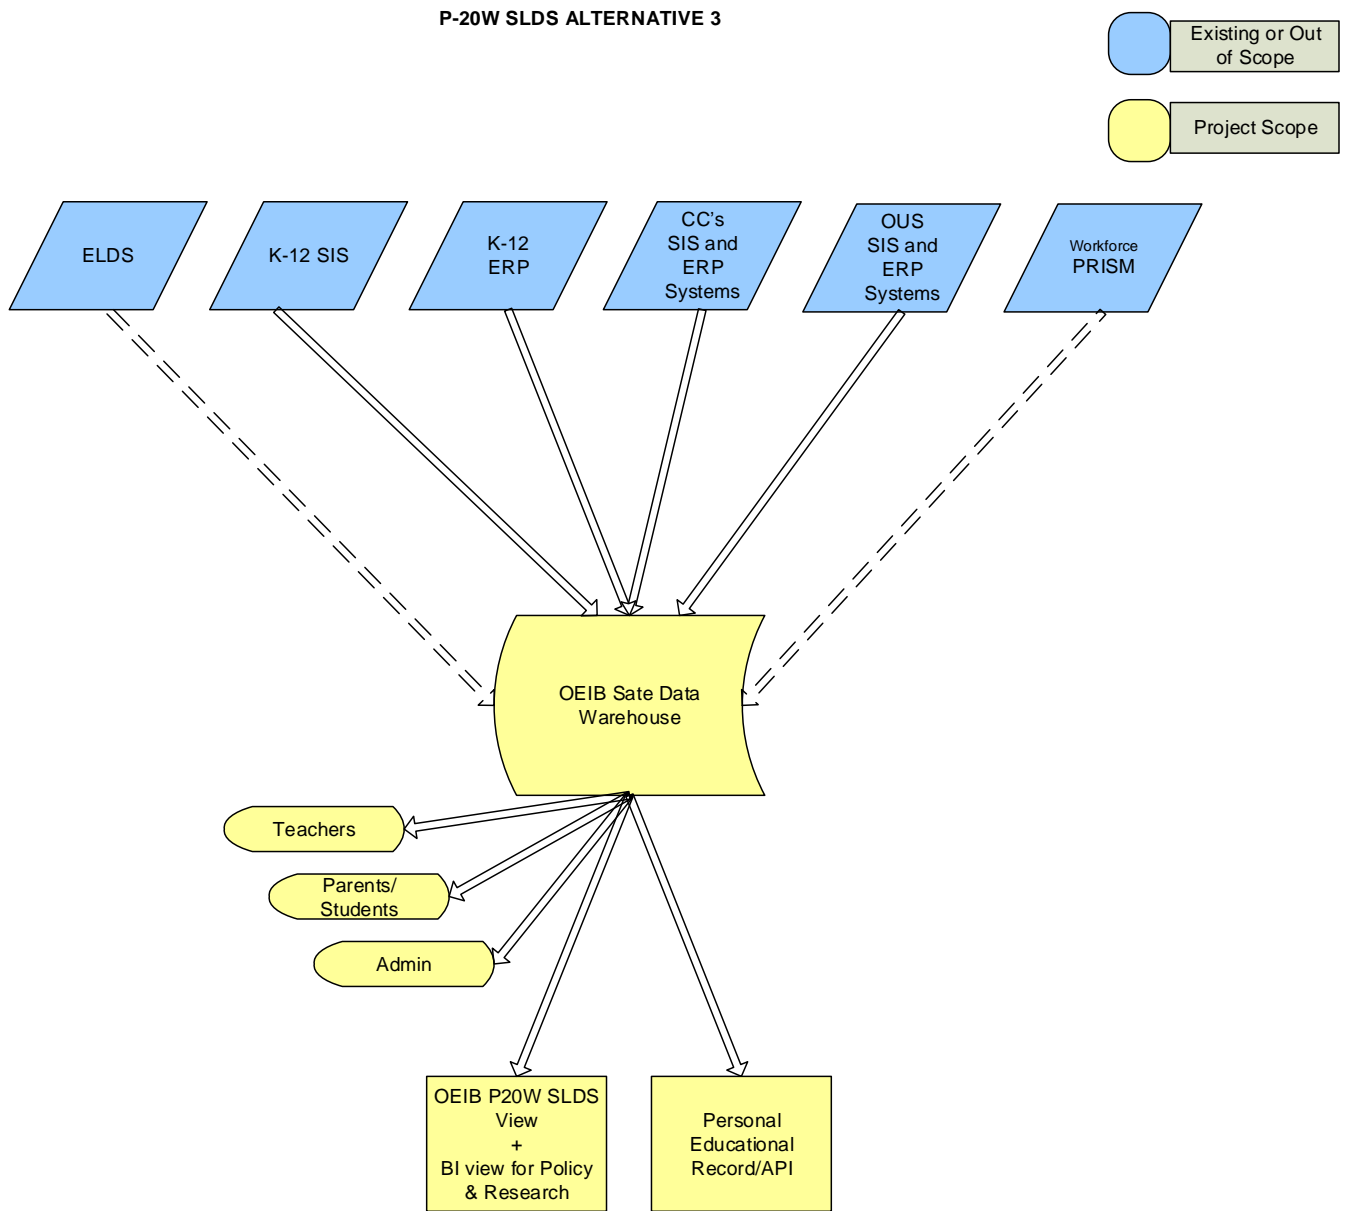 P-20W SLDS ALTERNATIVE 3
Existing or Out
of Scope
Project Scope
ELDS
K-12 SIS
K-12
ERP
CC's
SIS and
ERP
Systems
OUS
SIS and
ERP
Systems
Workforce
PRISM
OEIB Sate Data
Warehouse
Teachers
Parents/
Students
Admin
OEIB P20W SLDS
View
+
BI view for Policy
& Research
Personal
Educational
Record/API